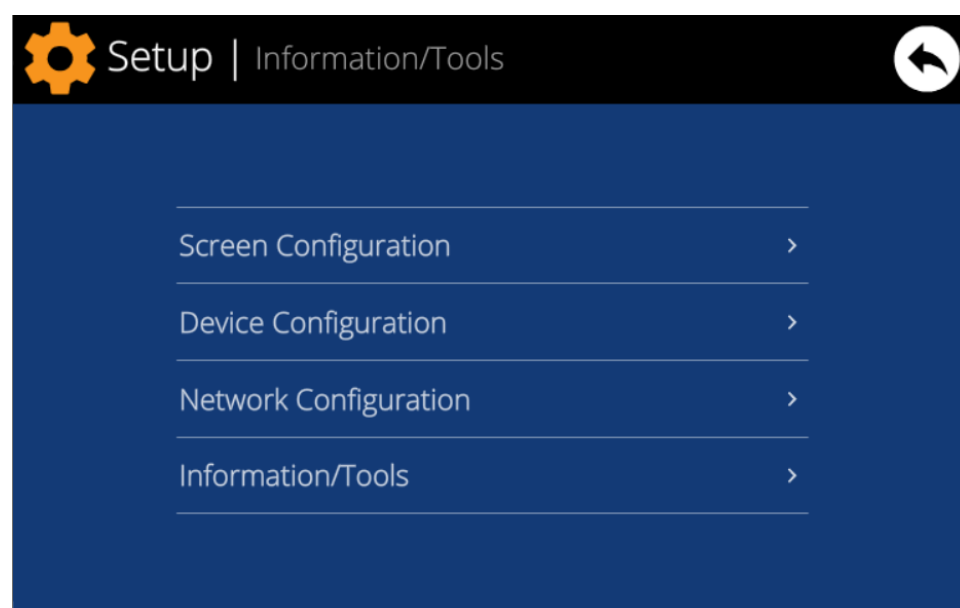 Setup | Information/Tools
Screen Configuration
Device Configuration
Network Configuration
Information/Tools